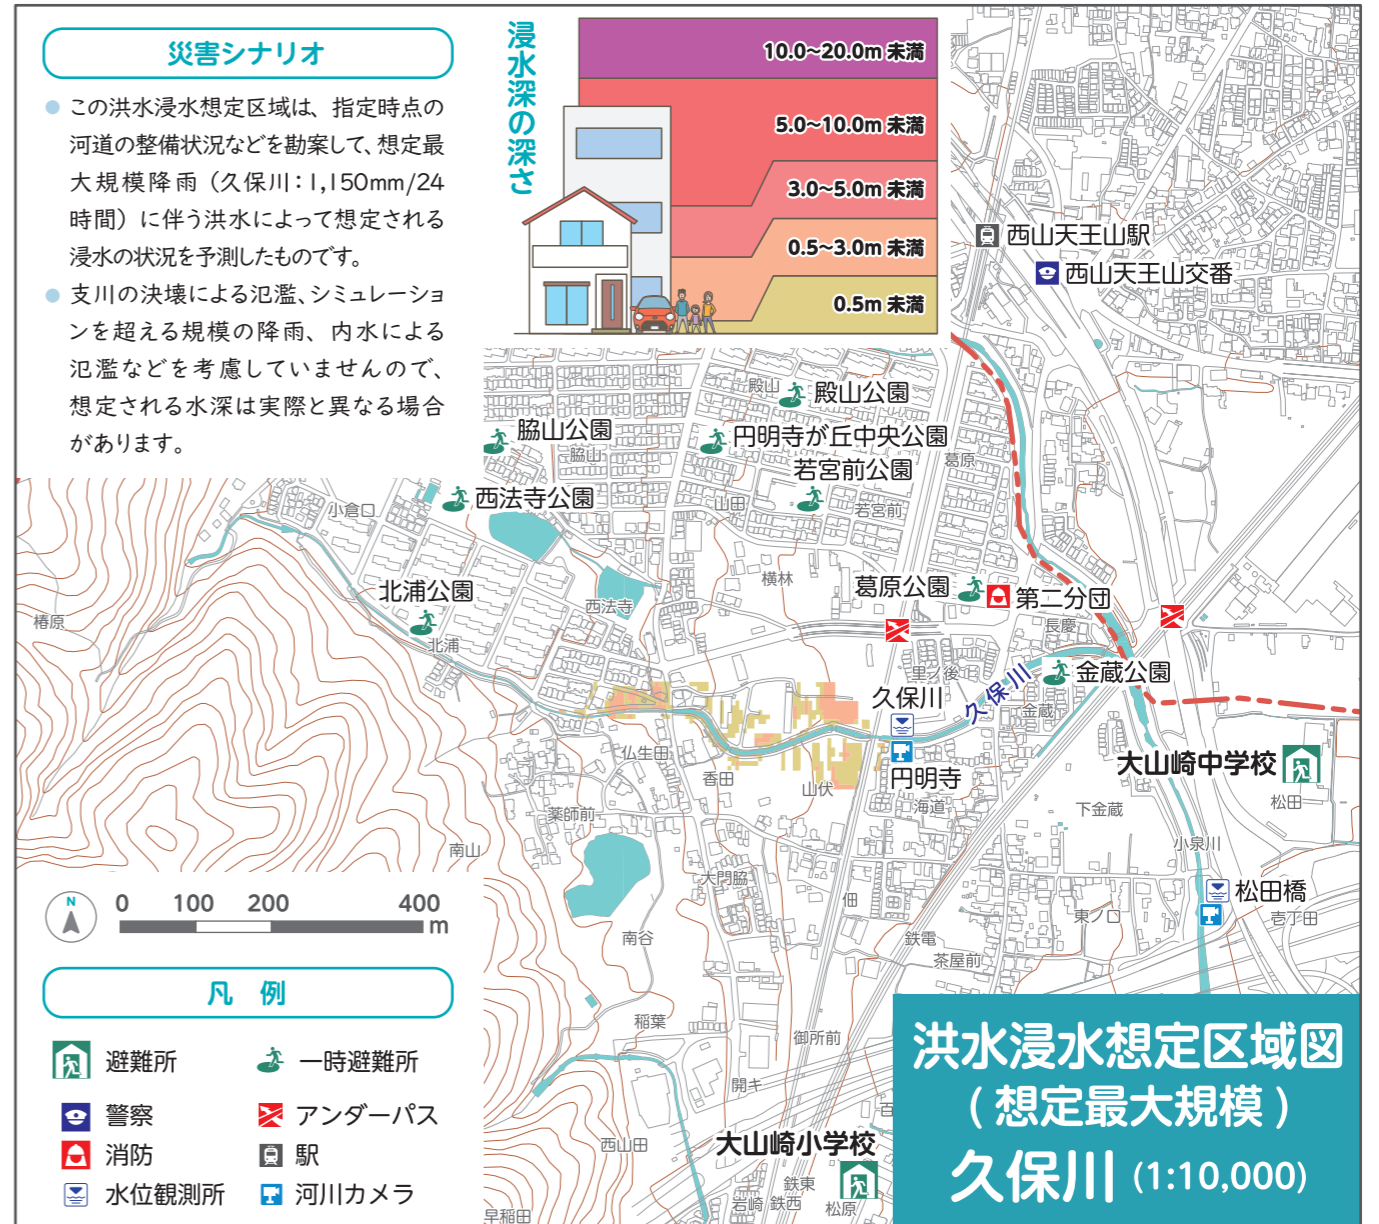 災害シナリオ
この洪水浸水想定区域は、指定時点の
河道の整備状況などを勘案して、想定最
大規模降雨（久保川：1,150mm/24
時間）に伴う洪水によって想定される
浸水の状況を予測したものです。
支川の決壊による氾濫、シミュレーショ
ンを超える規模の降雨、内水による
氾濫などを考慮していませんので、
想定される水深は実際と異なる場合
があります。
浸水深の深さ
10.0~20.0m 未満
5.0~10.0m 未満
3.0~5.0m 未満
0.5~3.0m 未満
0.5m 未満
西山天王山駅
西山天王山交番
殿山
殿山公園
脇山公園
脇山
円明寺が丘中央公園
葛原
若宮前公園
西法寺公園
山田
若宮前
小倉口
横林
北浦公園
西法寺
葛原公園
第二分団
椿原
北浦
長慶
里ノ後
金蔵公園
久保川
久保川
金蔵
仏生田
香田
山伏
円明寺
海道
大山崎中学校
松田
薬師前
下金蔵
南山
小泉川
大門脇
佃
松田橋
東ノ口
壱丁田
南谷
鉄電
茶屋前
稲葉
御所前
開キ
百
西山田
大山崎小学校
鉄東
岩崎
鉄西
松原
早稲田
N
0
100
200
400
m
凡 例
避難所
一時避難所
警察
アンダーパス
消防
駅
水位観測所
河川カメラ
洪水浸水想定区域図
(想定最大規模)
久保川 (1:10,000)